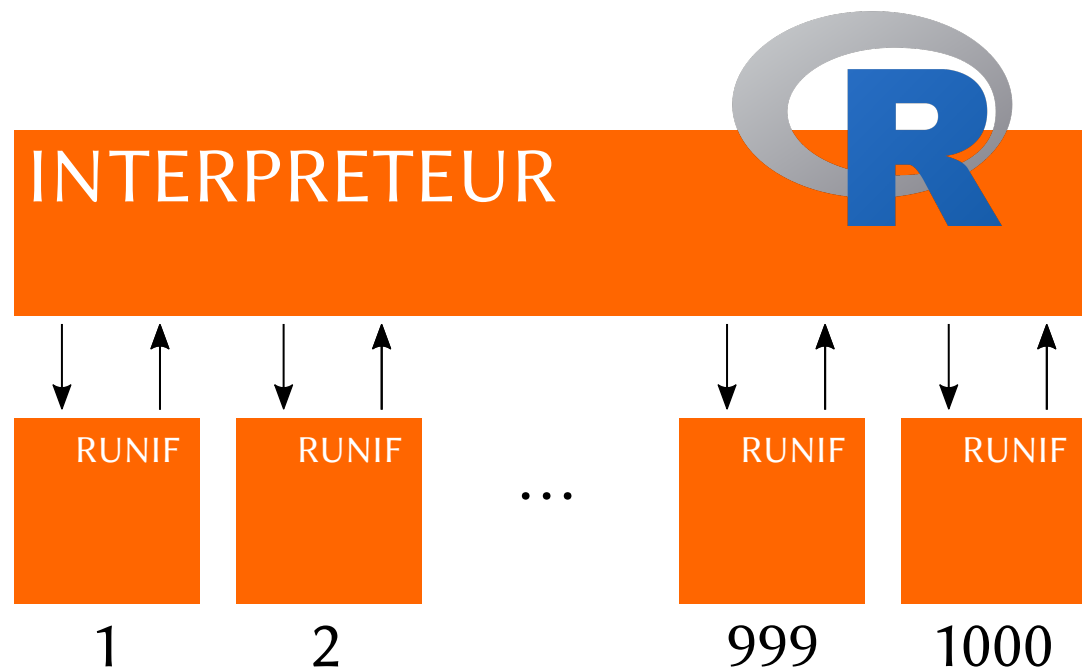 INTERPRETEUR
R
RUNIF RUNIF RUNIF RUNIF
...
1 2 999 1000